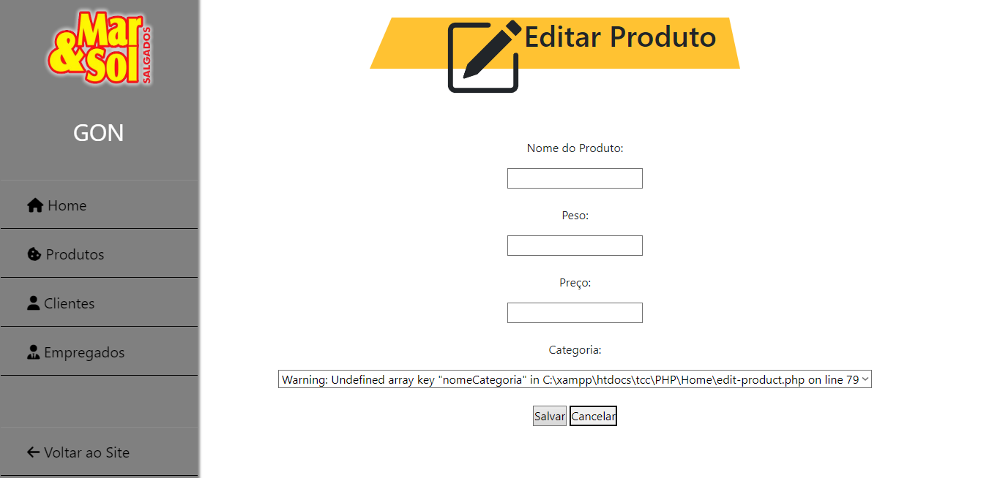 Mar
&Sol
SALGADOS
GON
Home
Produtos
Clientes
Empregados
Voltar ao Site
Editar Produto
Nome do Produto:
Peso:
Preço:
Categoria:
Warning: Undefined array key "nomeCategoria" in C:\xampp\htdocs\tcc\PHP\Home\edit-product.php on line 79
Salvar Cancelar